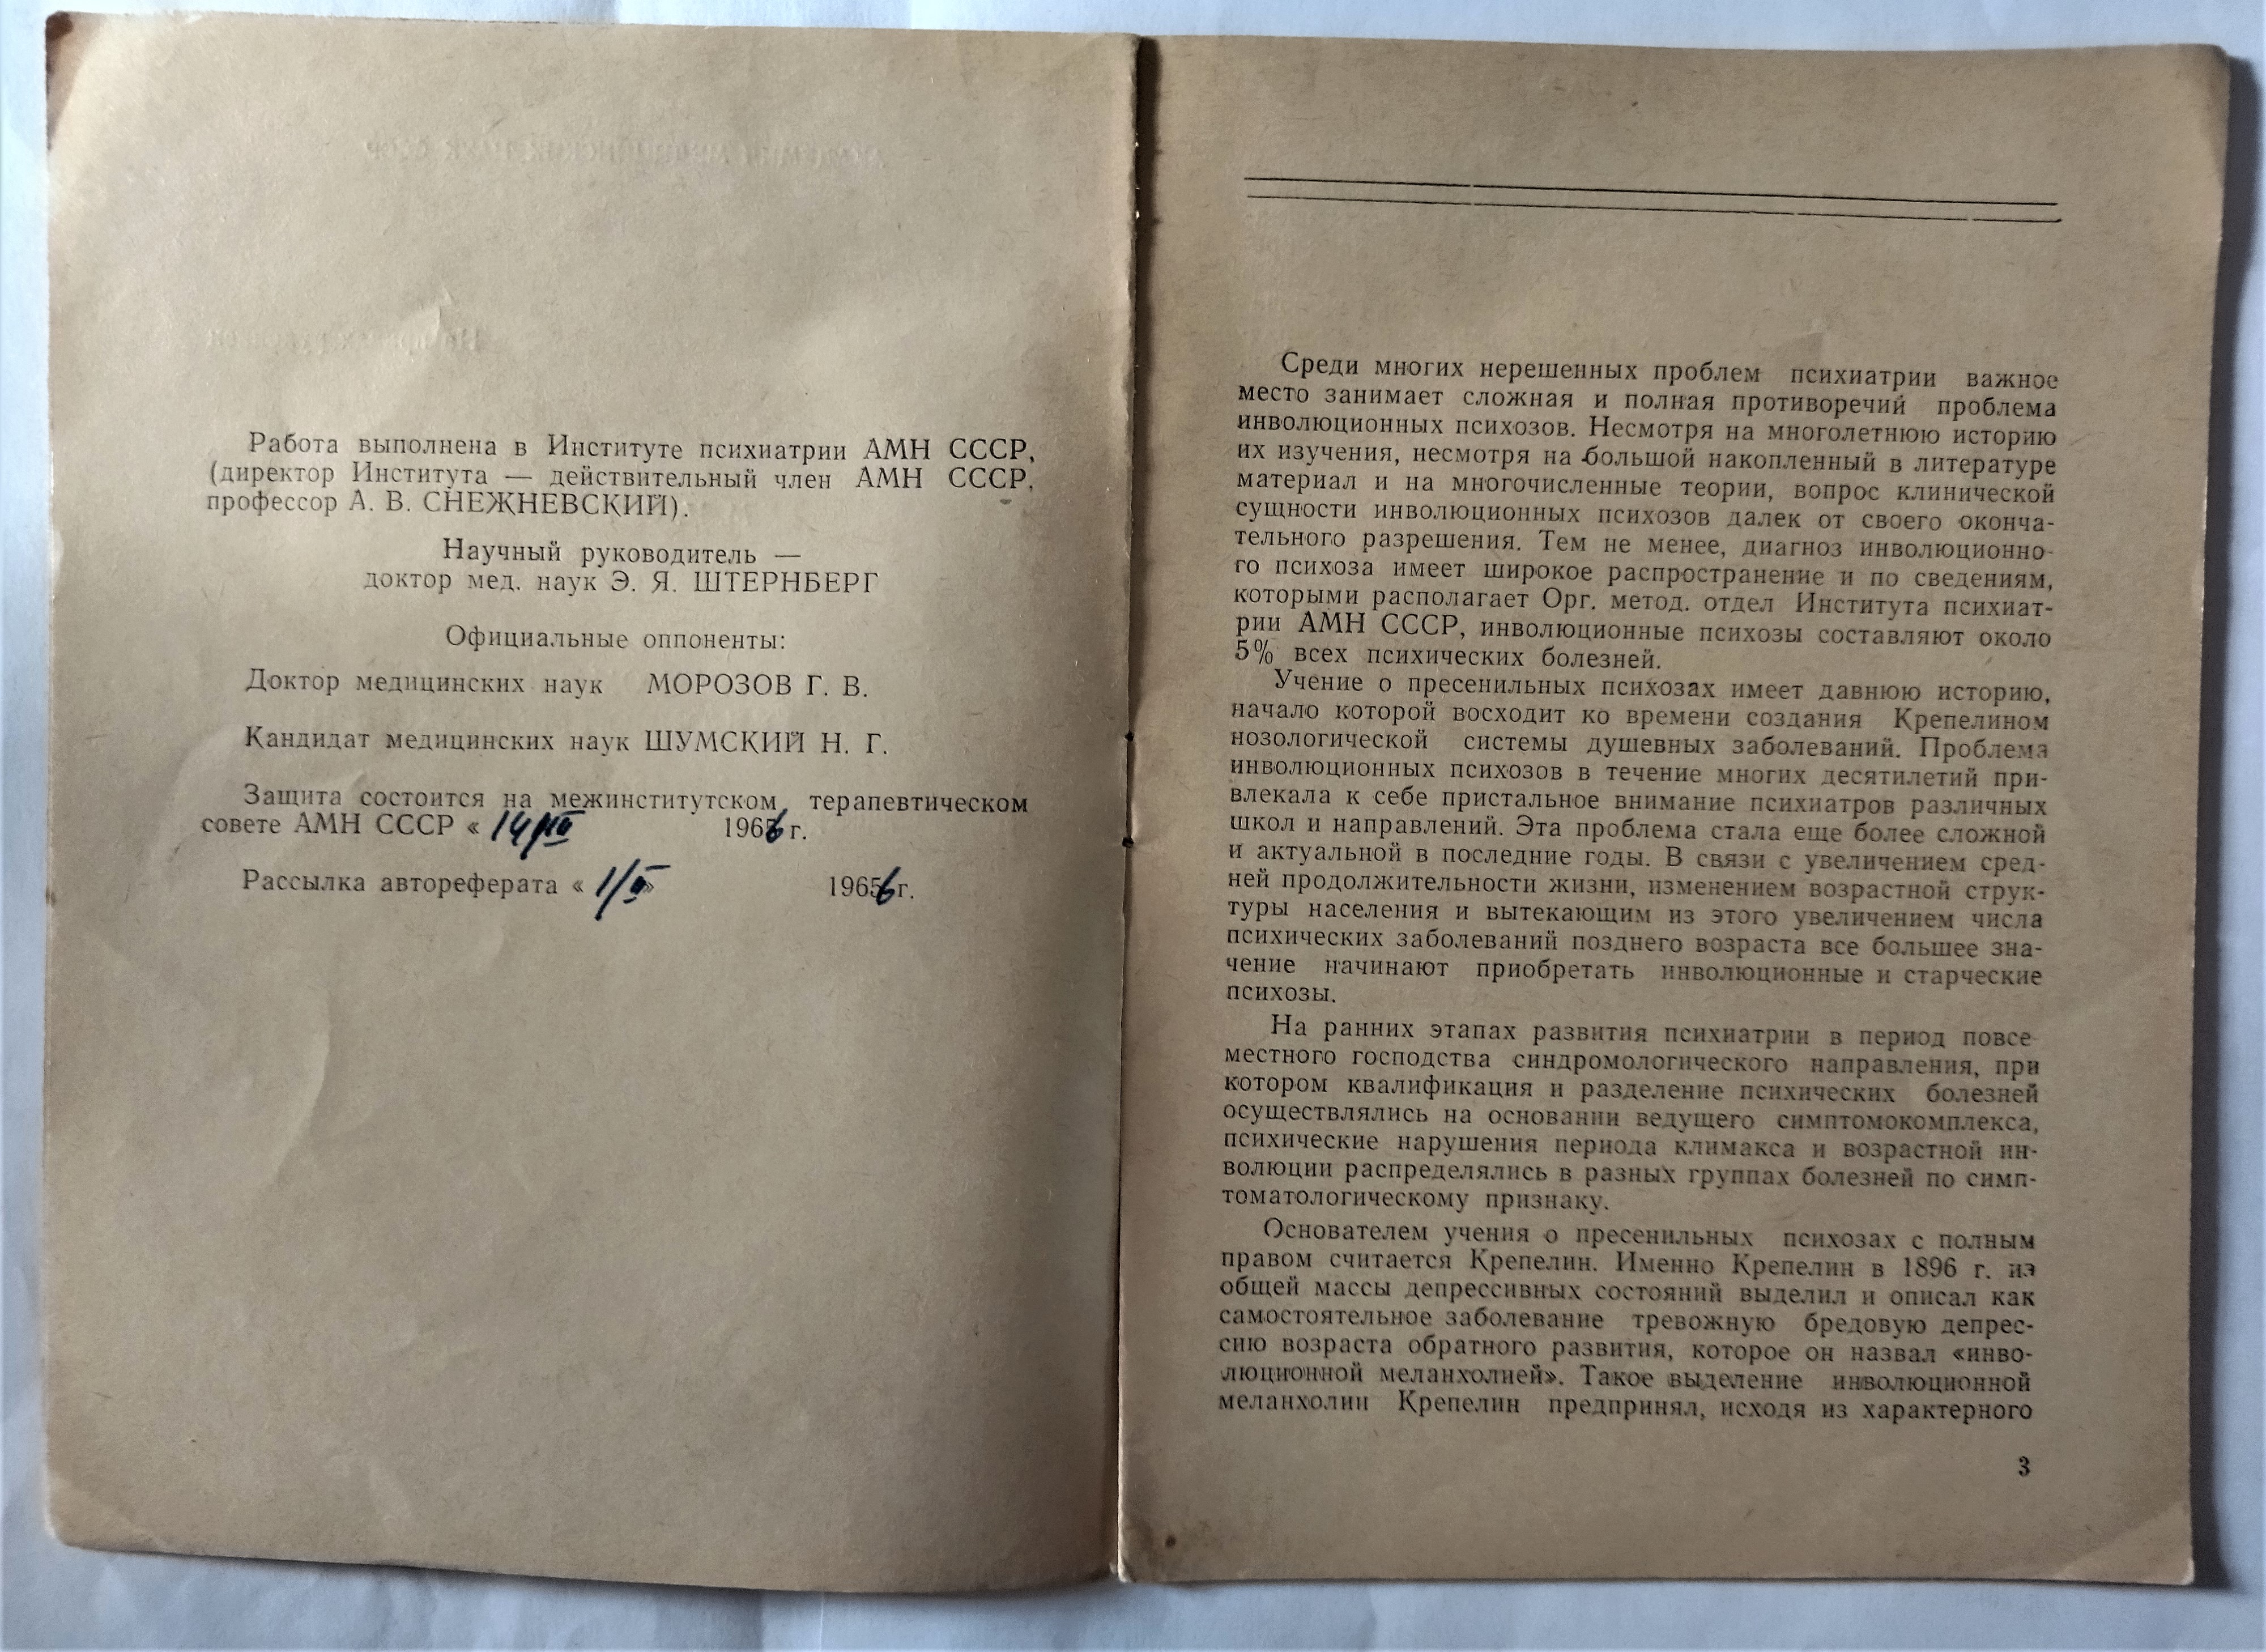 Работа выполнена в Институте психиатрии АМН СССР,
(директор Института — действительный член АМН СССР,
профессор А. В. СНЕЖНЕВСКИЙ).
Научный руководитель —
доктор мед. наук Э. Я. ШТЕРНБЕРГ
Официальные оппоненты:
Доктор медицинских наук МОРОЗОВ Г. В.
Кандидат медицинских наук ШУМСКИЙ Н. Г.
Защита состоится на межинститутском терапевтическом
совете АМН СССР « 14 1966 г.
Рассылка автореферата « 1/ » 1966 г.
Среди многих нерешенных проблем психиатрии важное
место занимает сложная и полная противоречий проблема
инволюционных психозов. Несмотря на многолетнюю историю
их изучения, несмотря на большой накопленный в литературе
материал и на многочисленные теории, вопрос клинической
сущности инволюционных психозов далек от своего оконча-
тельного разрешения. Тем не менее, диагноз инволюционно-
го психоза имеет широкое распространение и по сведениям,
которыми располагает Орг. метод. отдел Института психиат-
рии АМН СССР, инволюционные психозы составляют около
5% всех психических болезней.
Учение о пресенильных психозах имеет давнюю историю,
начало которой восходит ко времени создания Крепелином
нозологической системы душевных заболеваний. Проблема
инволюционных психозов в течение многих десятилетий при-
влекала к себе пристальное внимание психиатров различных
школ и направлений. Эта проблема стала еще более сложной
и актуальной в последние годы. В связи с увеличением сред-
ней продолжительности жизни, изменением возрастной струк-
туры населения и вытекающим из этого увеличением числа
психических заболеваний позднего возраста все большее зна-
чение начинают приобретать инволюционные и старческие
психозы.
На ранних этапах развития психиатрии в период повсе-
местного господства синдромологического направления, при
котором квалификация и разделение психических болезней
осуществлялись на основании ведущего симптомокомплекса,
психические нарушения периода климакса и возрастной ин-
волюции распределялись в разных группах болезней по симп-
томатологическому признаку.
Основателем учения о пресенильных психозах с полным
правом считается Крепелин. Именно Крепелин в 1896 г. из
общей массы депрессивных состояний выделил и описал как
самостоятельное заболевание тревожную бредовую депрес-
сию возраста обратного развития, которое он назвал «инво-
люционной меланхолией». Такое выделение инволюционной
меланхолии Крепелин предпринял, исходя из характерного
3